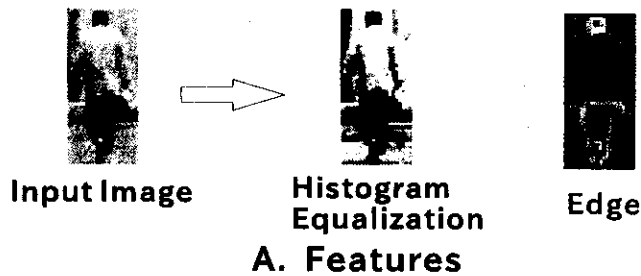 Input Image
Histogram
Equalization
Edge
A. Features